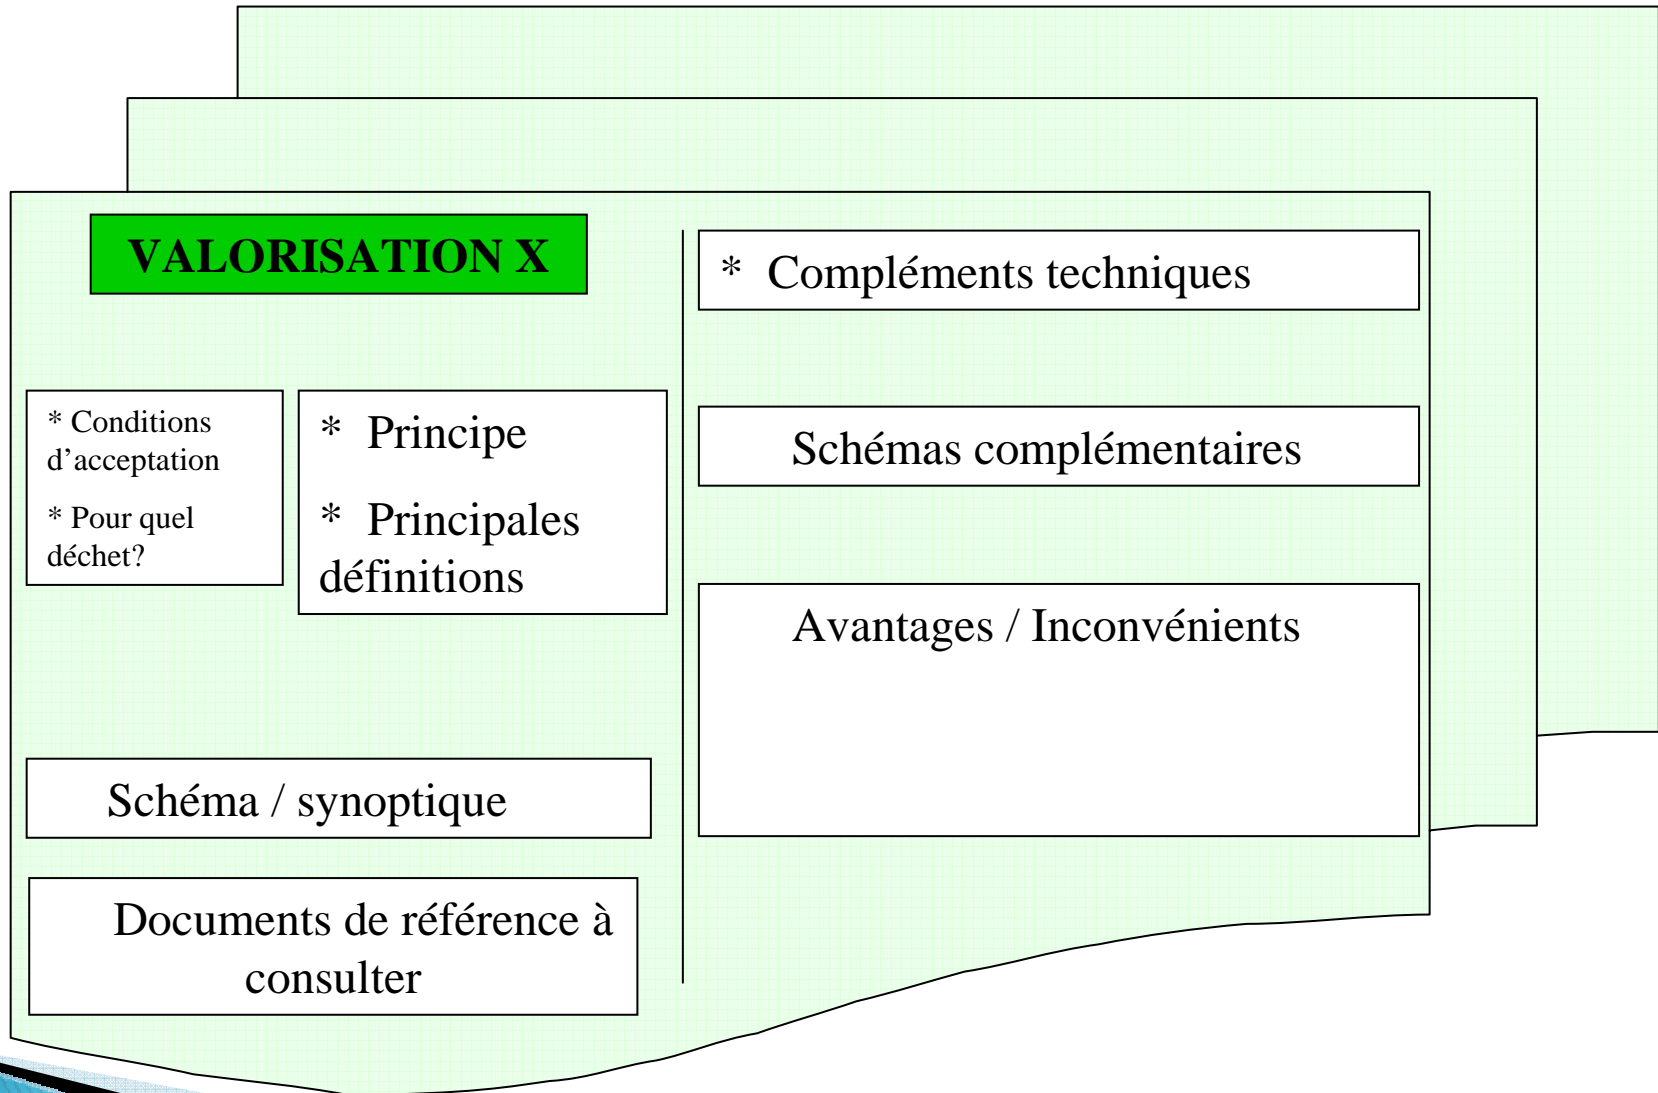 VALORISATION X
* Conditions
d’acceptation
* Pour quel
déchet?
* Principe
* Principales
définitions
Schéma / synoptique
Documents de référence à
consulter
* Compléments techniques
Schémas complémentaires
Avantages / Inconvénients